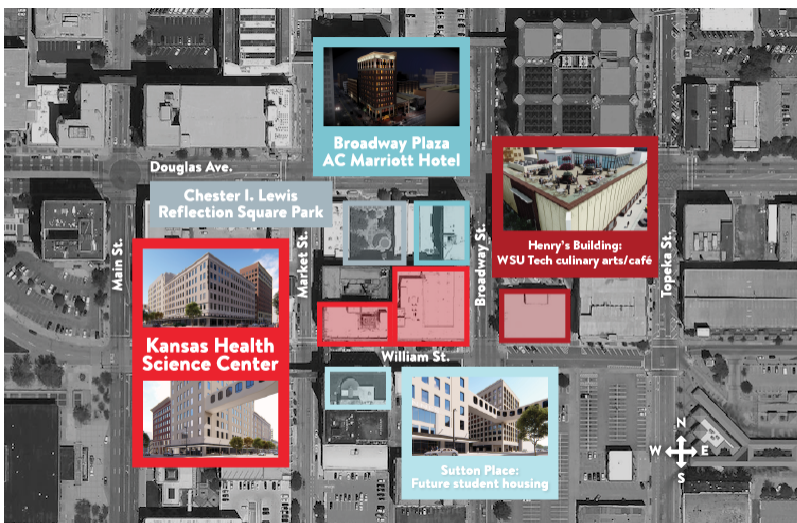 Broadway Plaza
AC Marriott Hotel
Douglas Ave.
Chester I. Lewis
Reflection Square Park
Henry's Building:
WSU Tech culinary arts/café
Main St.
Market St.
Broadway St.
Topeka St.
Kansas Health
Science Center
William St.
Sutton Place:
Future student housing
N
W E
S